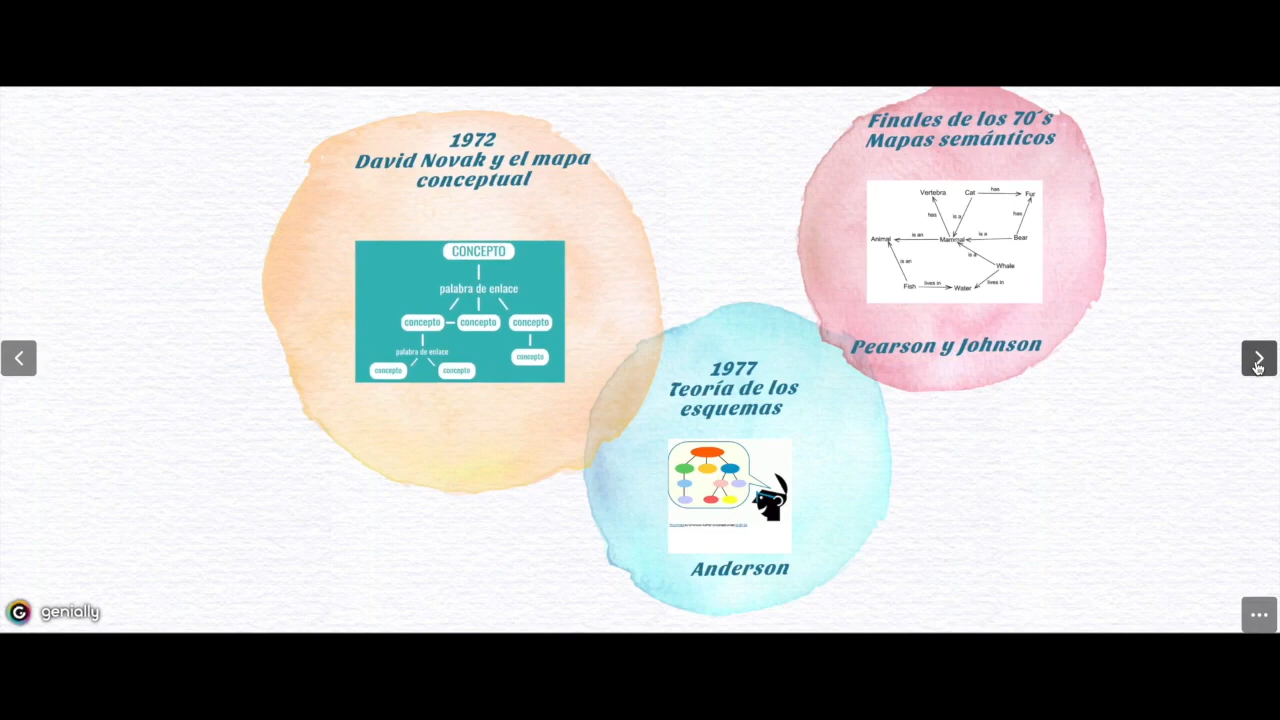 1972
David Novak y el mapa
conceptual
CONCEPTO
palabra de enlace
concepto
concepto
concepto
palabra de enlace
concepto
concepto
concepto
Finales de los 70´s
Mapas semánticos
Vertebra
Cat
has
Fur
has
is a
has
Animal
is an
Mammal
is a
Bear
is an
is a
Whale
Fish
lives in
Water
lives in
Pearson y Johnson
1977
Teoría de los
esquemas
Anderson
genially